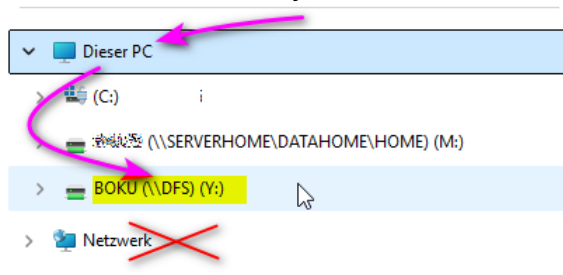 Dieser PC
(C:)
(\\SERVERHOME\DATAHOME\HOME) (M:)
BOKU (\\DFS) (Y:)
Netzwerk